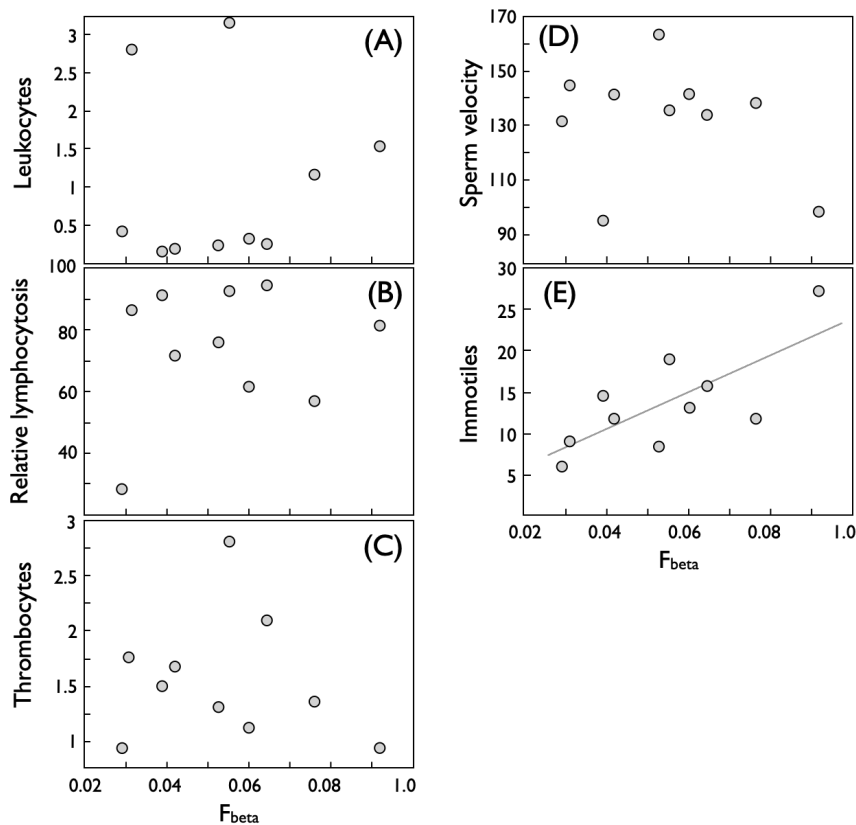 (A)
Leukocytes
3
2.5
2
1.5
1
0.5
(B)
Relative lymphocytosis
100
80
60
40
(C)
Thrombocytes
3
2.5
2
1.5
1
0.02 0.04 0.06 0.08 1.0
Fbeta
(D)
Sperm velocity
170
150
130
110
90
(E)
Immotiles
30
25
20
15
10
5
0.02 0.04 0.06 0.08 1.0
Fbeta